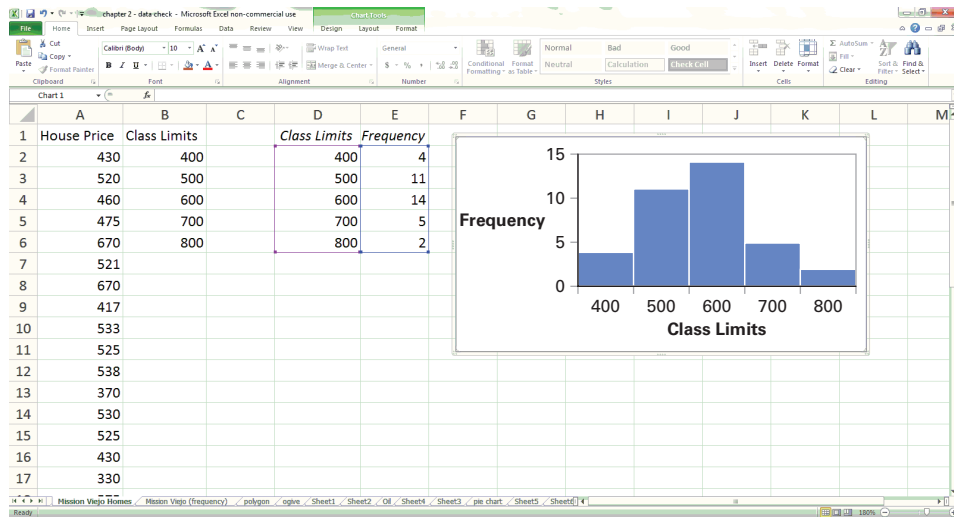 chapter 2 - data-check - Microsoft Excel non-commercial use
Chart Tools
File Home Insert Page Layout Formulas Data Review View Design Layout Format
Cut
Copy
Format Painter
Paste
Clipboard
Calibri (Body) 10
Font
Wrap Text
Merge & Center
Alignment
General
$ % ,
Number
Conditional Formatting
Format as Table
Normal Bad Good
Neutral Calculation Check Cell
Styles
Insert Delete Format
Cells
Σ AutoSum
Fill
Clear
Sort & Filter
Find & Select
Editing
Chart 1 fx
A B C D E F G H I J K L M
1 House Price Class Limits Class Limits Frequency
2 430 400 400 4
3 520 500 500 11
4 460 600 600 14
5 475 700 700 5
6 670 800 800 2
7 521
8 670
9 417
10 533
11 525
12 538
13 370
14 530
15 525
16 430
17 330
15
10
Frequency
5
0
400 500 600 700 800
Class Limits
Mission Viejo Homes Mission Viejo (frequency) polygon ogive Sheet1 Sheet2 Oil Sheet4 Sheet3 pie chart Sheet5
Ready
180%